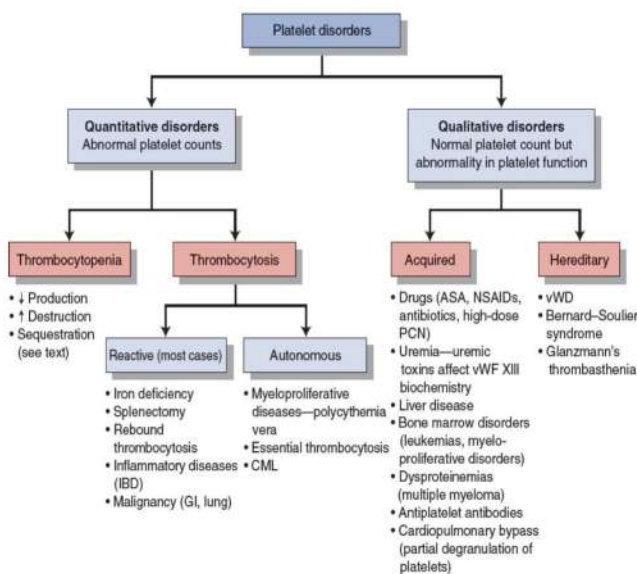 Platelet disorders
Quantitative disorders
Abnormal platelet counts
Qualitative disorders
Normal platelet count but
abnormality in platelet function
Thrombocytopenia
• ↓ Production
• ↑ Destruction
• Sequestration
(see text)
Thrombocytosis
Reactive (most cases)
• Iron deficiency
• Splenectomy
• Rebound
thrombocytosis
• Inflammatory diseases
(IBD)
• Malignancy (GI, lung)
Autonomous
• Myeloproliferative
diseases—polycythemia
vera
• Essential thrombocytosis
• CML
Acquired
• Drugs (ASA, NSAIDs,
antibiotics, high-dose
PCN)
• Uremia—uremic
toxins affect vWF XIII
biochemistry
• Liver disease
• Bone marrow disorders
(leukemias, myelo-
proliferative disorders)
• Dysproteinemias
(multiple myeloma)
• Antiplatelet antibodies
• Cardiopulmonary bypass
(partial degranulation of
platelets)
Hereditary
• vWD
• Bernard–Soulier
syndrome
• Glanzmann's
thrombasthenia